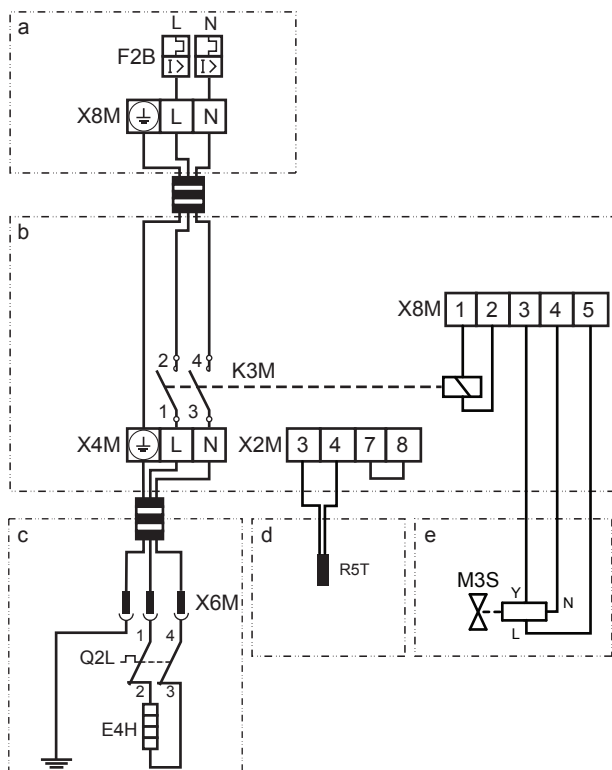 a
L N
F2B
I> I>
X8M L N
b
X8M 1 2 3 4 5
2 4 K3M
1 3
X4M L N X2M 3 4 7 8
c
d
e
R5T
M3S Y N
L
X6M
1 4
Q2L
2 3
E4H